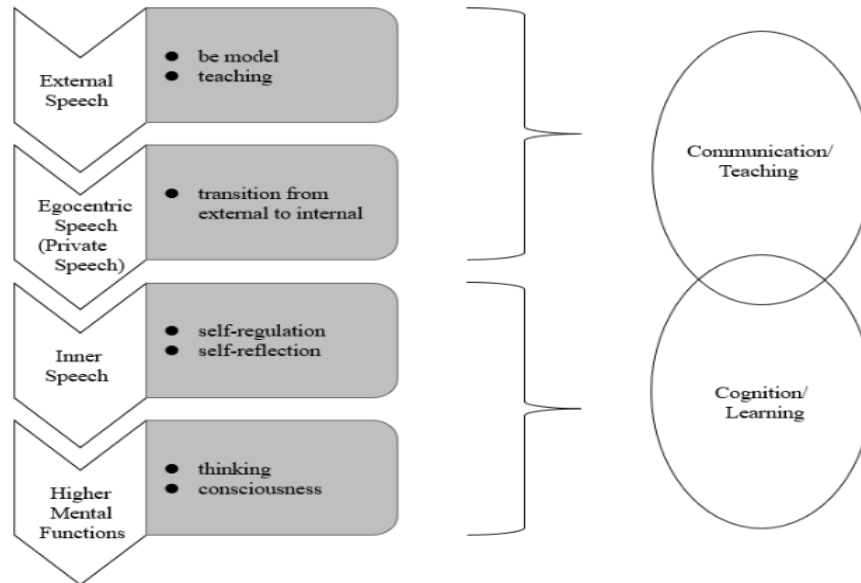 External
Speech
● be model
● teaching
Egocentric
Speech
(Private
Speech)
● transition from
external to internal
Inner
Speech
● self-regulation
● self-reflection
Higher
Mental
Functions
● thinking
● consciousness
Communication/
Teaching
Cognition/
Learning